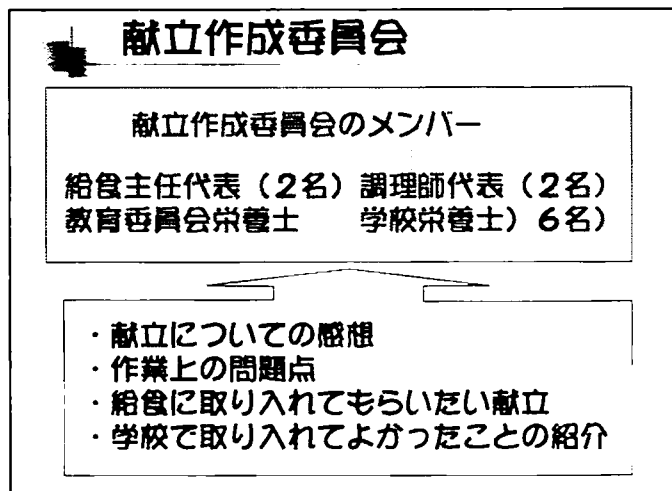 献立作成委員会
献立作成委員会のメンバー
給食主任代表（2名）調理師代表（2名）
教育委員会栄養士　学校栄養士）6名）
・献立についての感想
・作業上の問題点
・給食に取り入れてもらいたい献立
・学校で取り入れてよかったことの紹介